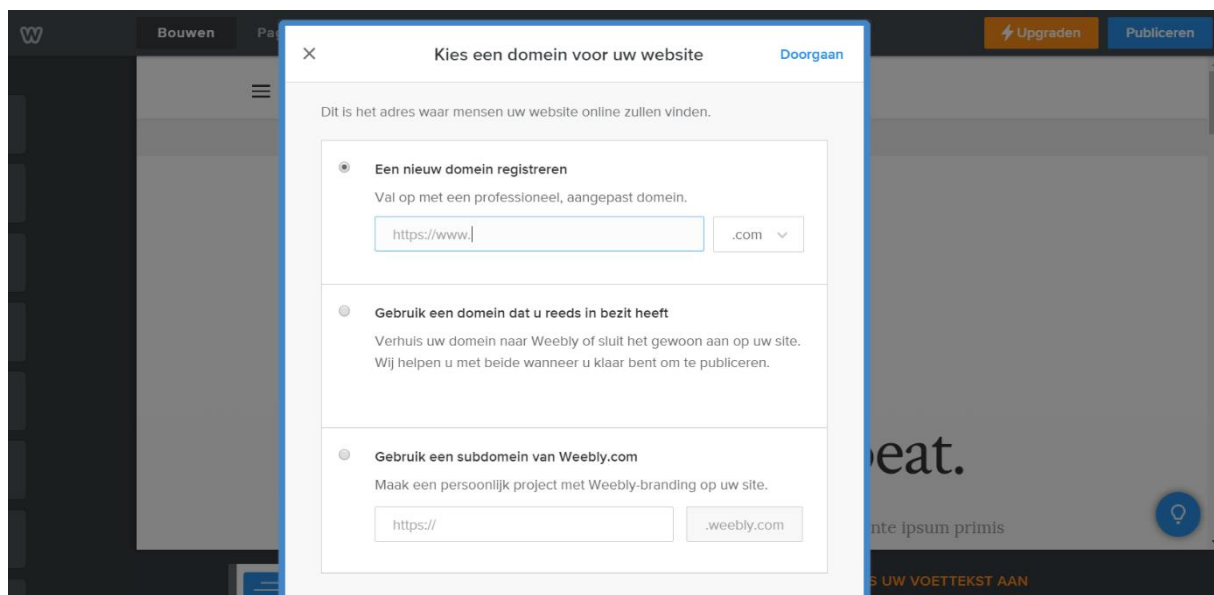 Bouwen
Kies een domein voor uw website
Doorgaan
Upgraden
Publiceren
Dit is het adres waar mensen uw website online zullen vinden.
Een nieuw domein registreren
Val op met een professioneel, aangepast domein.
https://www.
.com
Gebruik een domein dat u reeds in bezit heeft
Verhuis uw domein naar Weebly of sluit het gewoon aan op uw site.
Wij helpen u met beide wanneer u klaar bent om te publiceren.
Gebruik een subdomein van Weebly.com
Maak een persoonlijk project met Weebly-branding op uw site.
https://
.weebly.com
ipsum primis
UW VOETTEKST AAN